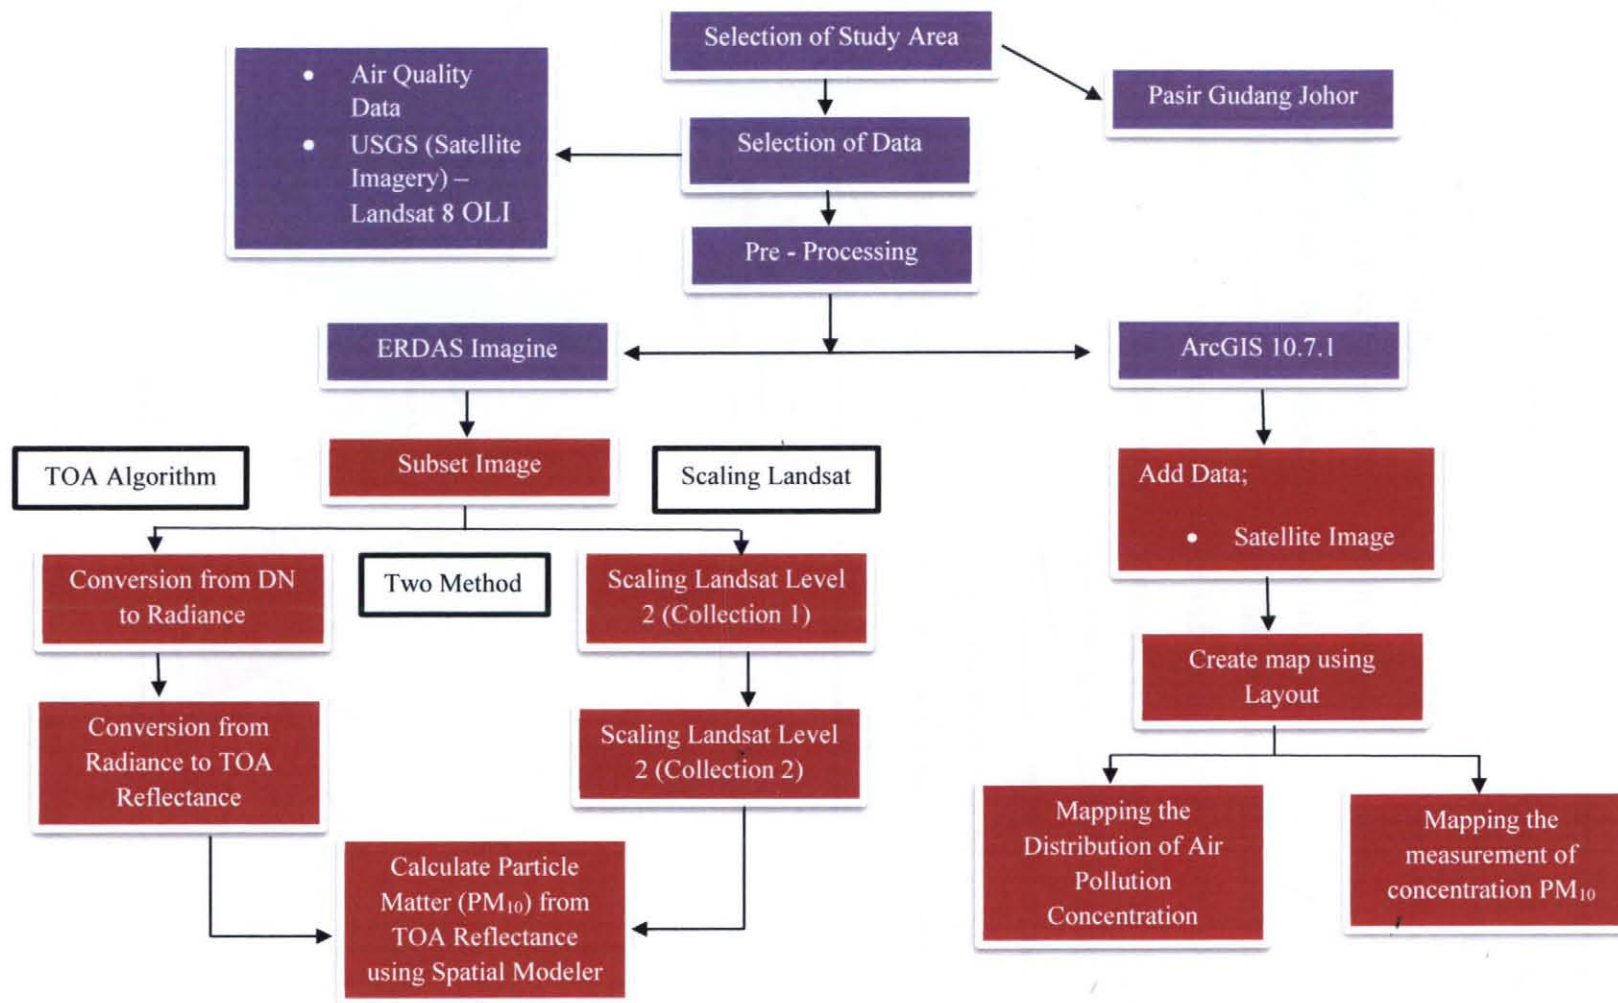 Selection of Study Area
Pasir Gudang Johor
• Air Quality
Data
• USGS (Satellite
Imagery) –
Landsat 8 OLI
Selection of Data
Pre - Processing
ERDAS Imagine
ArcGIS 10.7.1
TOA Algorithm
Subset Image
Scaling Landsat
Add Data;
• Satellite Image
Conversion from DN
to Radiance
Two Method
Scaling Landsat Level
2 (Collection 1)
Create map using
Layout
Conversion from
Radiance to TOA
Reflectance
Scaling Landsat Level
2 (Collection 2)
Mapping the
Distribution of Air
Pollution
Concentration
Mapping the
measurement of
concentration PM₁₀
Calculate Particle
Matter (PM₁₀) from
TOA Reflectance
using Spatial Modeler